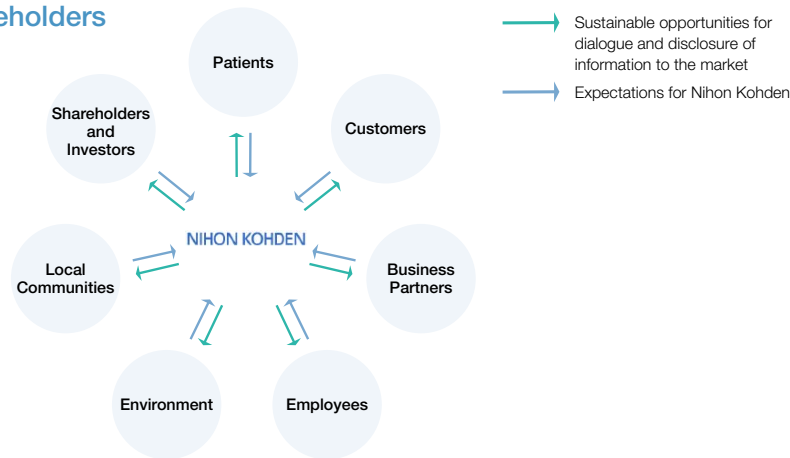 eholders
Patients
Shareholders
and
Investors
Customers
NIHON KOHDEN
Local
Communities
Business
Partners
Environment
Employees
Sustainable opportunities for
dialogue and disclosure of
information to the market
Expectations for Nihon Kohden